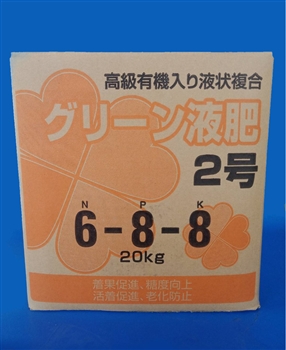 高級有機入り液状複合
グリーン液肥
2号
N P K
6-8-8
20kg
着果促進、糖度向上
活着促進、老化防止